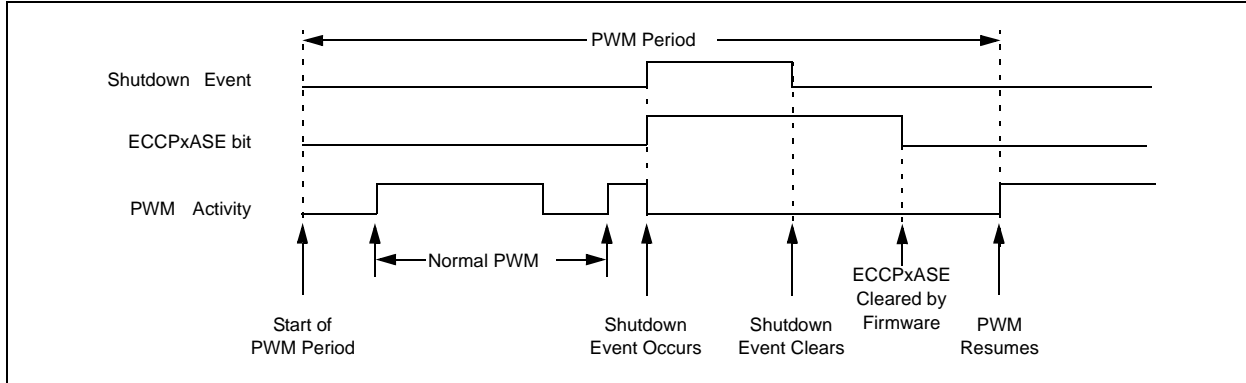 PWM Period
Shutdown Event
ECCPxASE bit
PWM Activity
Normal PWM
Start of
PWM Period
Shutdown
Event Occurs
Shutdown
Event Clears
ECCPxASE
Cleared by
Firmware
PWM
Resumes